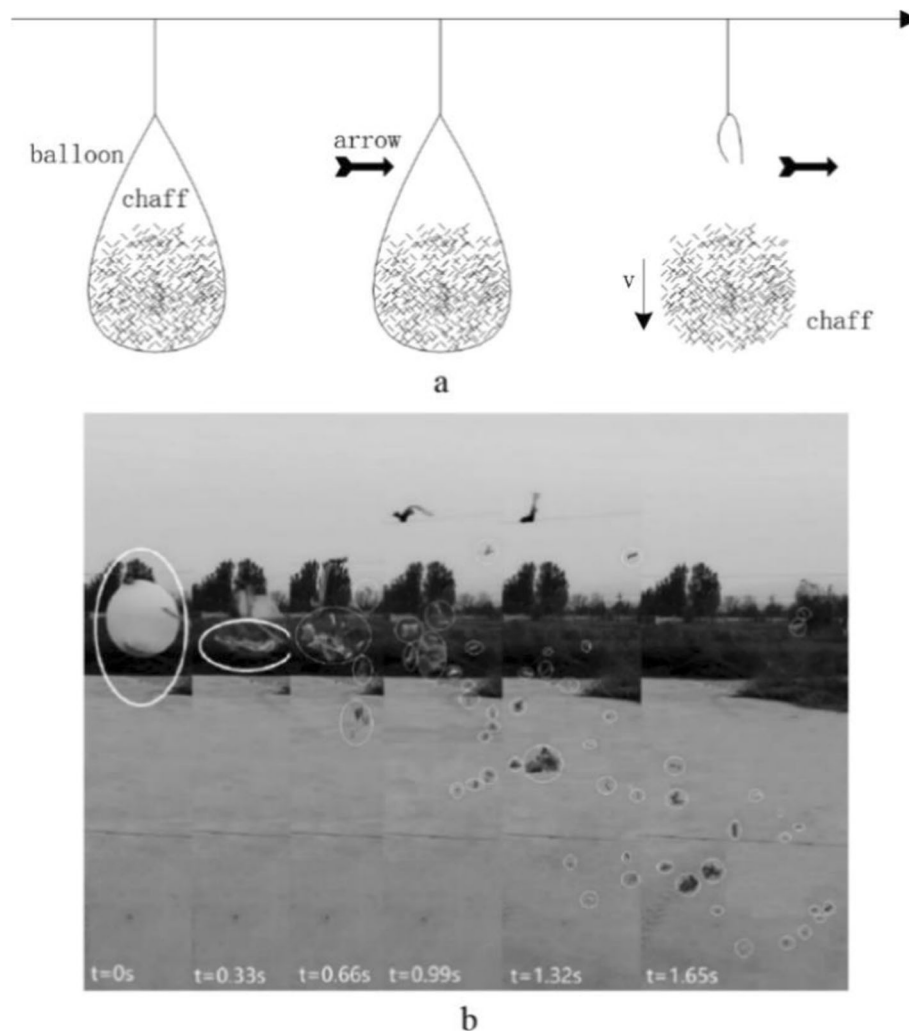 balloon
chaff
arrow
v
chaff
a
t=0s
t=0.33s
t=0.66s
t=0.99s
t=1.32s
t=1.65s
b